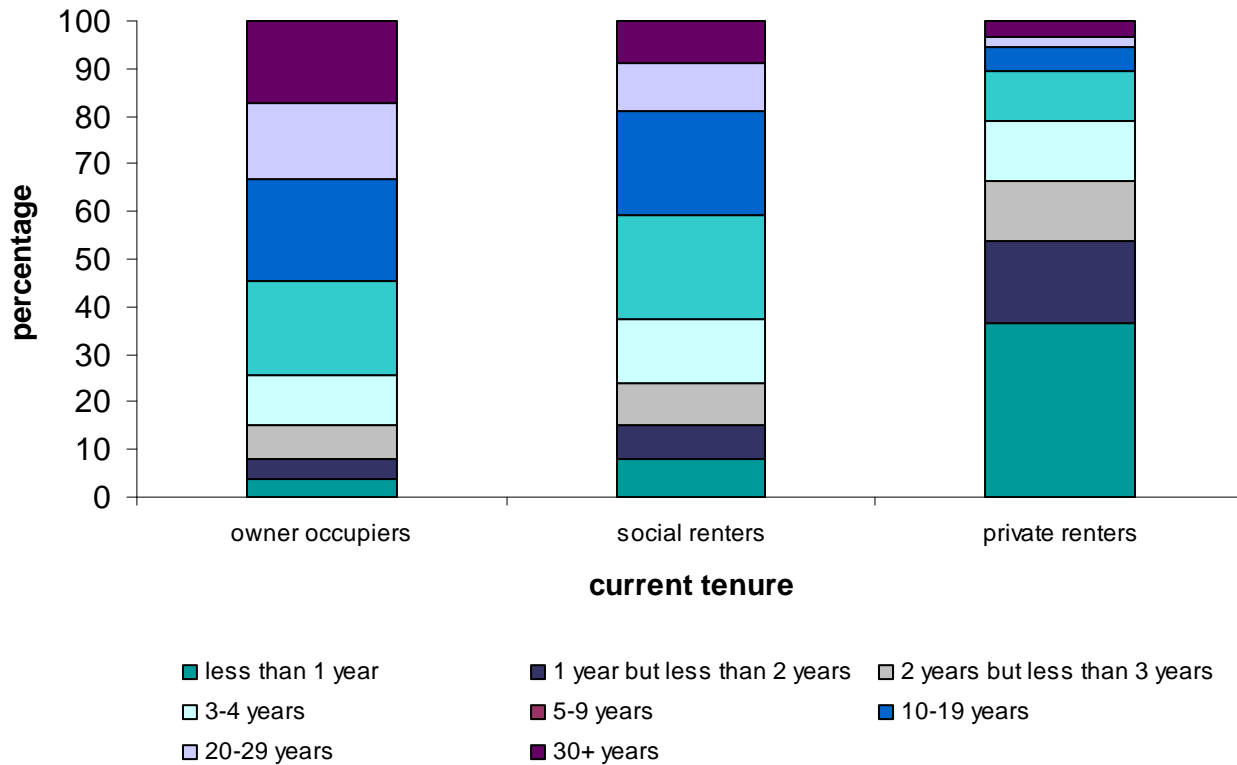 100
90
80
70
60
50
40
30
20
10
0
percentage
owner occupiers social renters private renters
current tenure
less than 1 year 1 year but less than 2 years 2 years but less than 3 years
3-4 years 5-9 years 10-19 years
20-29 years 30+ years